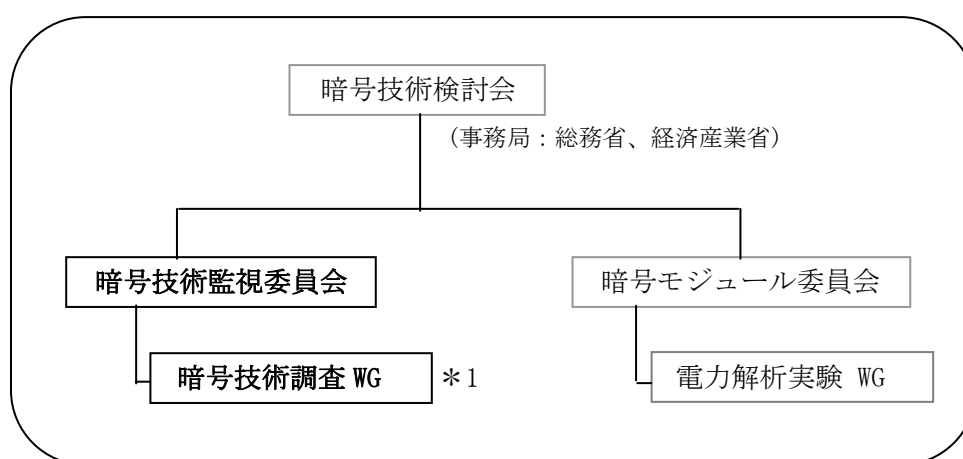 暗号技術検討会
（事務局：総務省、経済産業省）
暗号技術監視委員会
暗号モジュール委員会
暗号技術調査 WG
＊1
電力解析実験 WG